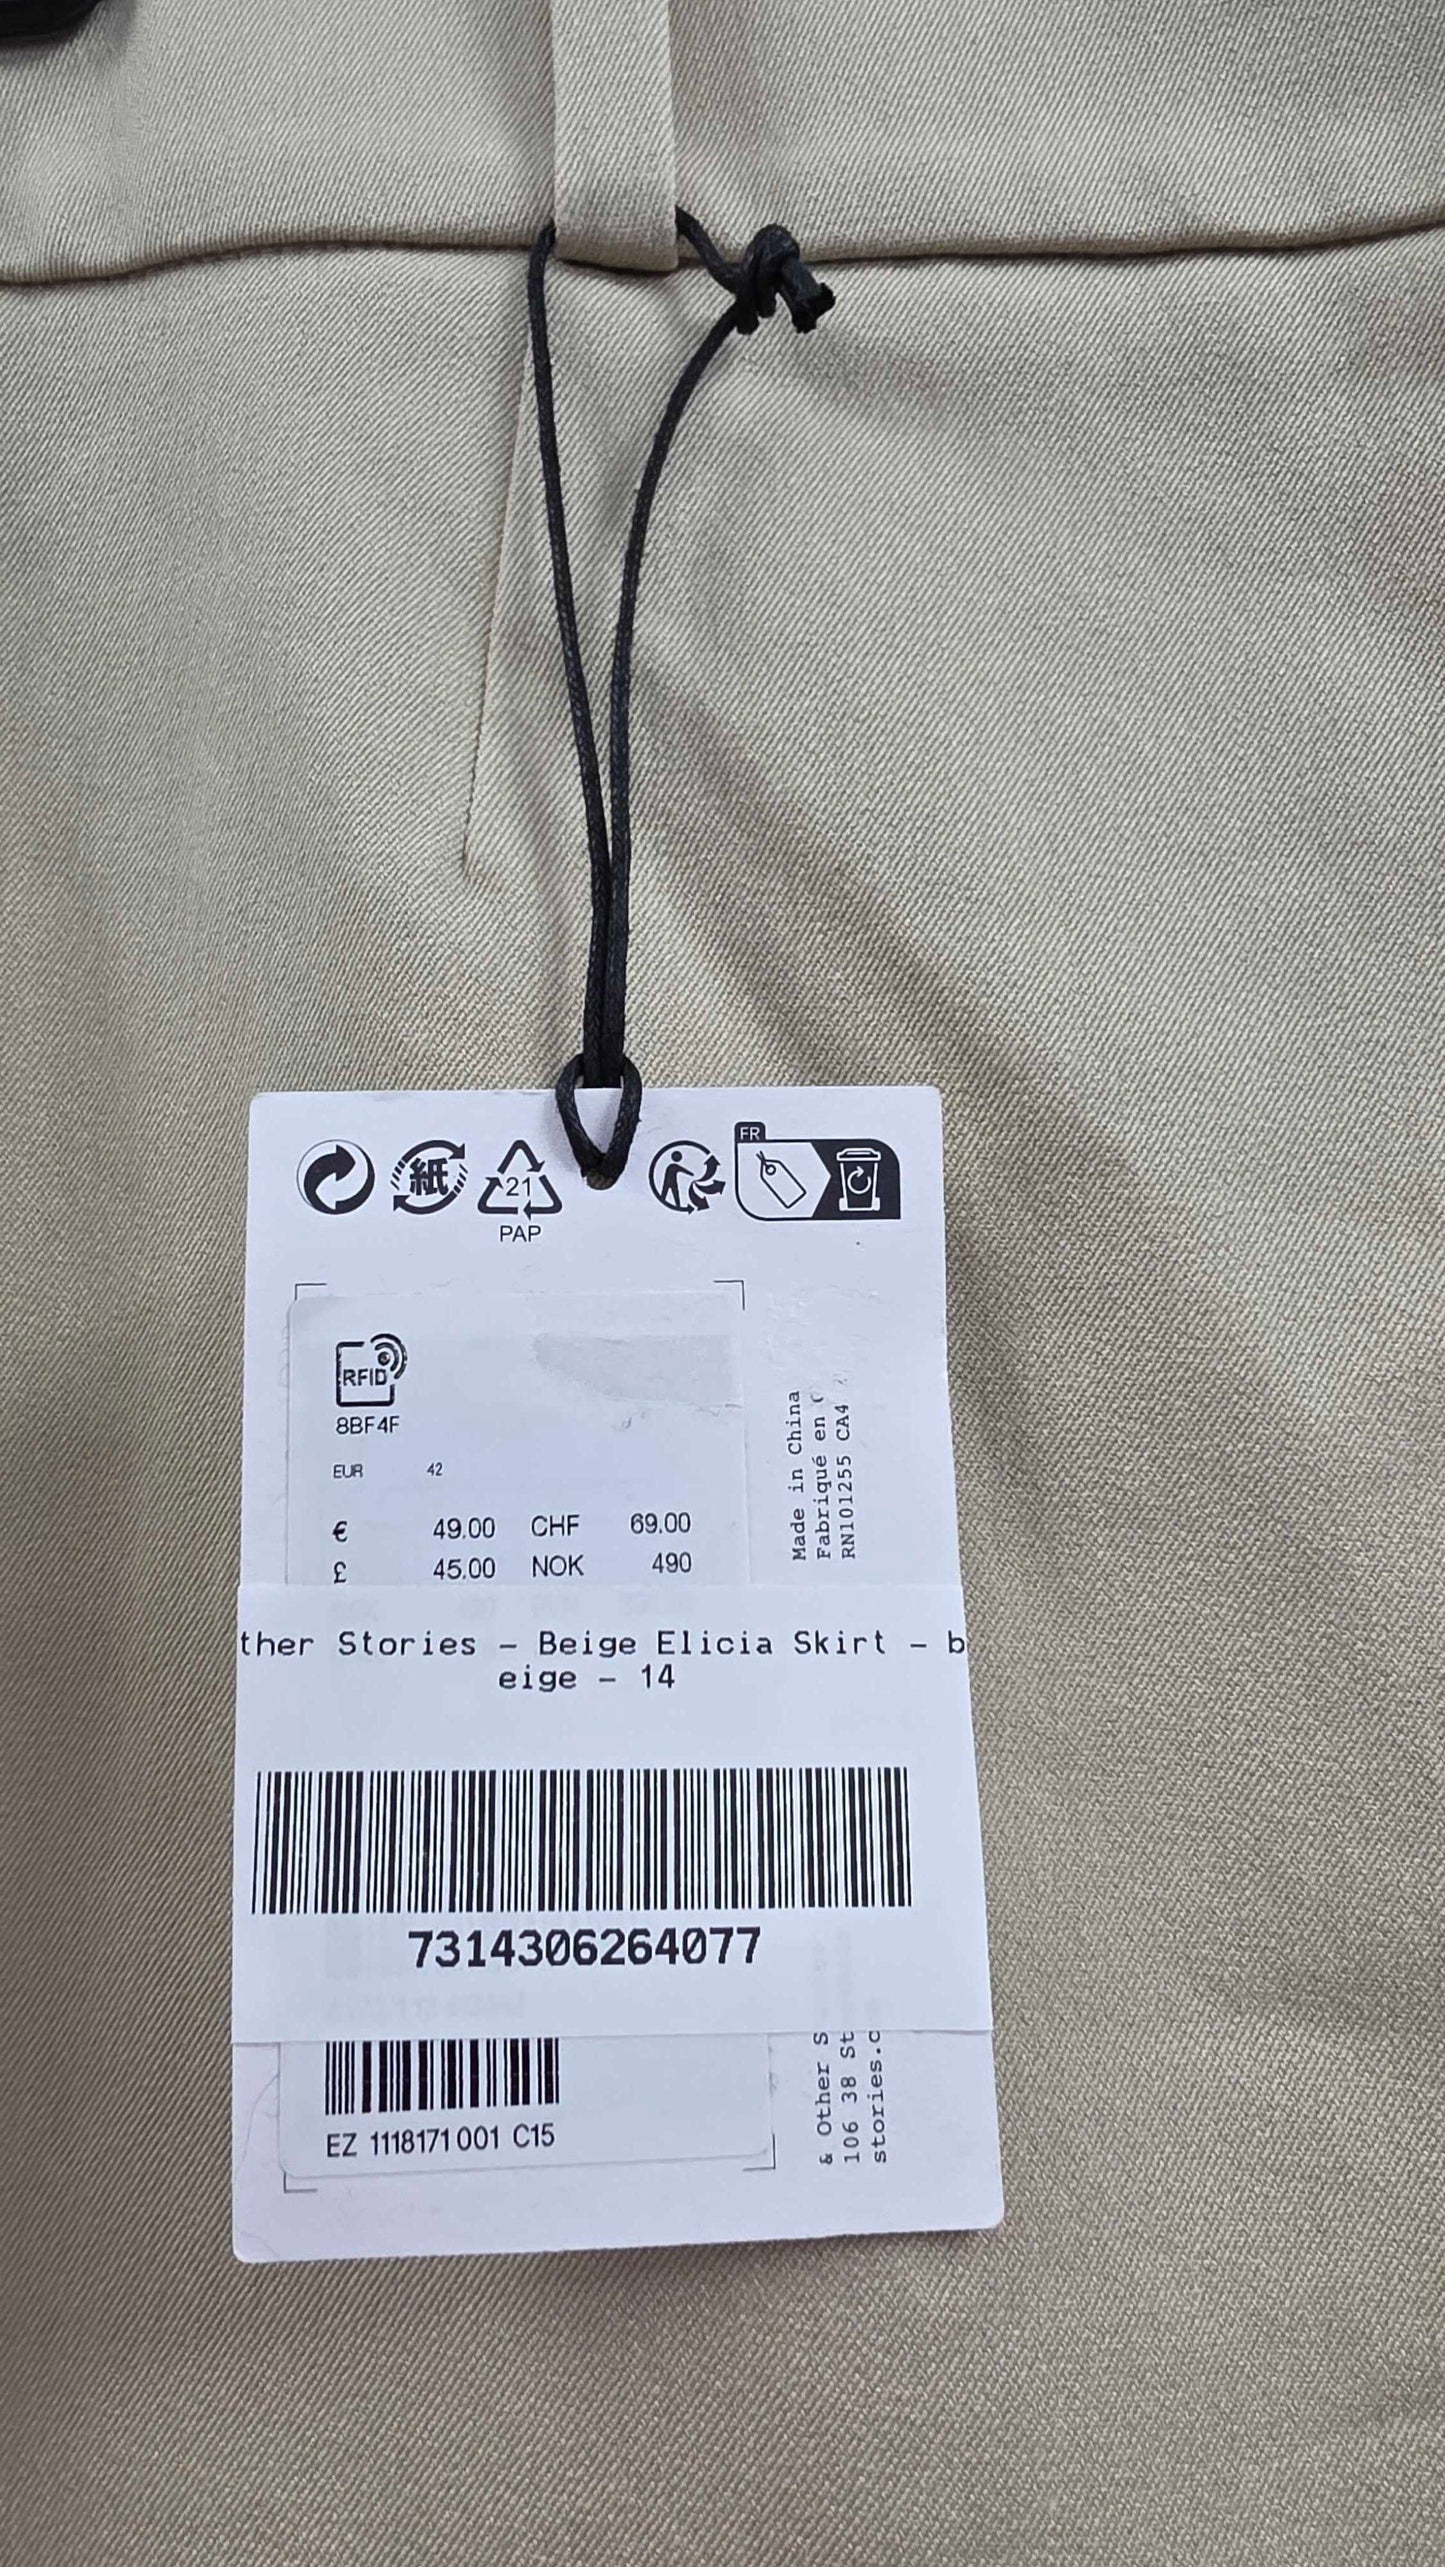 紙
21
PAP
FR
RFID
8BF4F
EUR 42
€ 49.00 CHF 69.00
£ 45.00 NOK 490
Made in China
Fabriqué en
RN101255 CA4
ther Stories – Beige Elicia Skirt – b
eige – 14
7314306264077
EZ 1118171001 C15
& Other S
106 38 St
stories.c